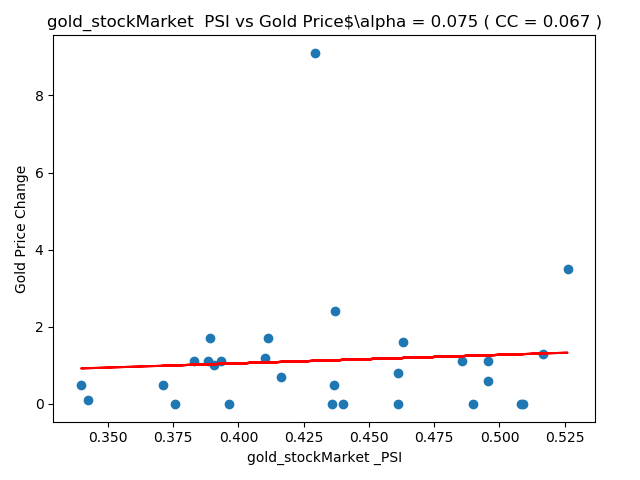 gold_stockMarket  PSI vs Gold Price$\alpha = 0.075 ( CC = 0.067 )
8
6
4
2
0
Gold Price Change
0.350 0.375 0.400 0.425 0.450 0.475 0.500 0.525
gold_stockMarket _PSI